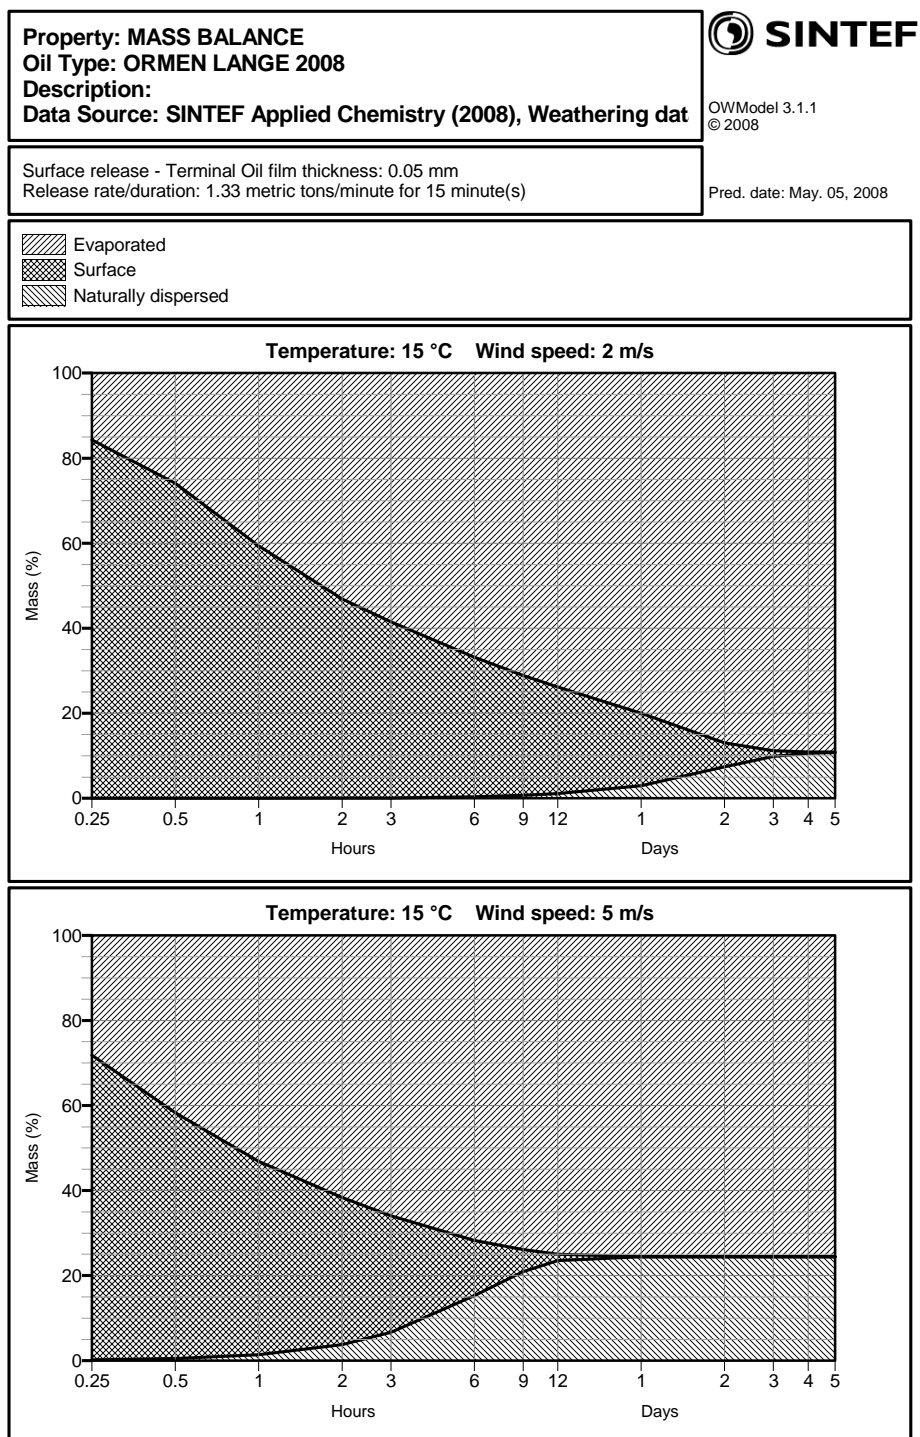 Property: MASS BALANCE
Oil Type: ORMEN LANGE 2008
Description:
Data Source: SINTEF Applied Chemistry (2008), Weathering dat
SINTEF
OWModel 3.1.1
© 2008
Surface release - Terminal Oil film thickness: 0.05 mm
Release rate/duration: 1.33 metric tons/minute for 15 minute(s)
Pred. date: May. 05, 2008
Evaporated
Surface
Naturally dispersed
Temperature: 15 °C Wind speed: 2 m/s
Mass (%)
100
80
60
40
20
0
0.25 0.5 1 2 3 6 9 12 1 2 3 4 5
Hours Days
Temperature: 15 °C Wind speed: 5 m/s
Mass (%)
100
80
60
40
20
0
0.25 0.5 1 2 3 6 9 12 1 2 3 4 5
Hours Days